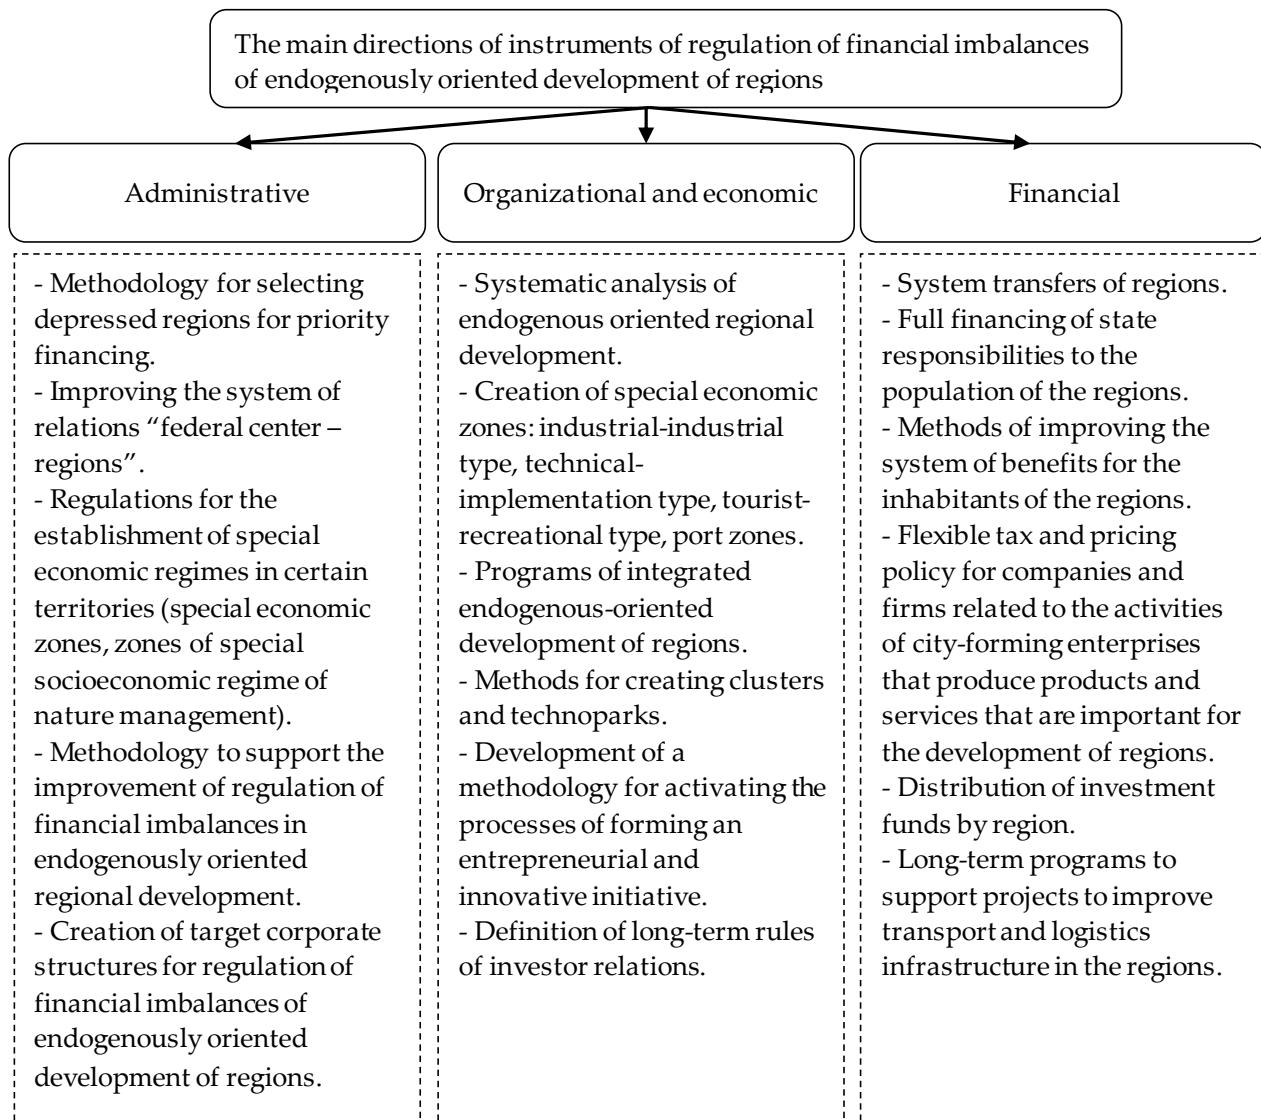 The main directions of instruments of regulation of financial imbalances
of endogenously oriented development of regions
Administrative
Organizational and economic
Financial
- Methodology for selecting
depressed regions for priority
financing.
- Improving the system of
relations “federal center –
regions”.
- Regulations for the
establishment of special
economic regimes in certain
territories (special economic
zones, zones of special
socioeconomic regime of
nature management).
- Methodology to support the
improvement of regulation of
financial imbalances in
endogenously oriented
regional development.
- Creation of target corporate
structures for regulation of
financial imbalances of
endogenously oriented
development of regions.
- Systematic analysis of
endogenous oriented regional
development.
- Creation of special economic
zones: industrial-industrial
type, technical-
implementation type, tourist-
recreational type, port zones.
- Programs of integrated
endogenous-oriented
development of regions.
- Methods for creating clusters
and technoparks.
- Development of a
methodology for activating the
processes of forming an
entrepreneurial and
innovative initiative.
- Definition of long-term rules
of investor relations.
- System transfers of regions.
- Full financing of state
responsibilities to the
population of the regions.
- Methods of improving the
system of benefits for the
inhabitants of the regions.
- Flexible tax and pricing
policy for companies and
firms related to the activities
of city-forming enterprises
that produce products and
services that are important for
the development of regions.
- Distribution of investment
funds by region.
- Long-term programs to
support projects to improve
transport and logistics
infrastructure in the regions.